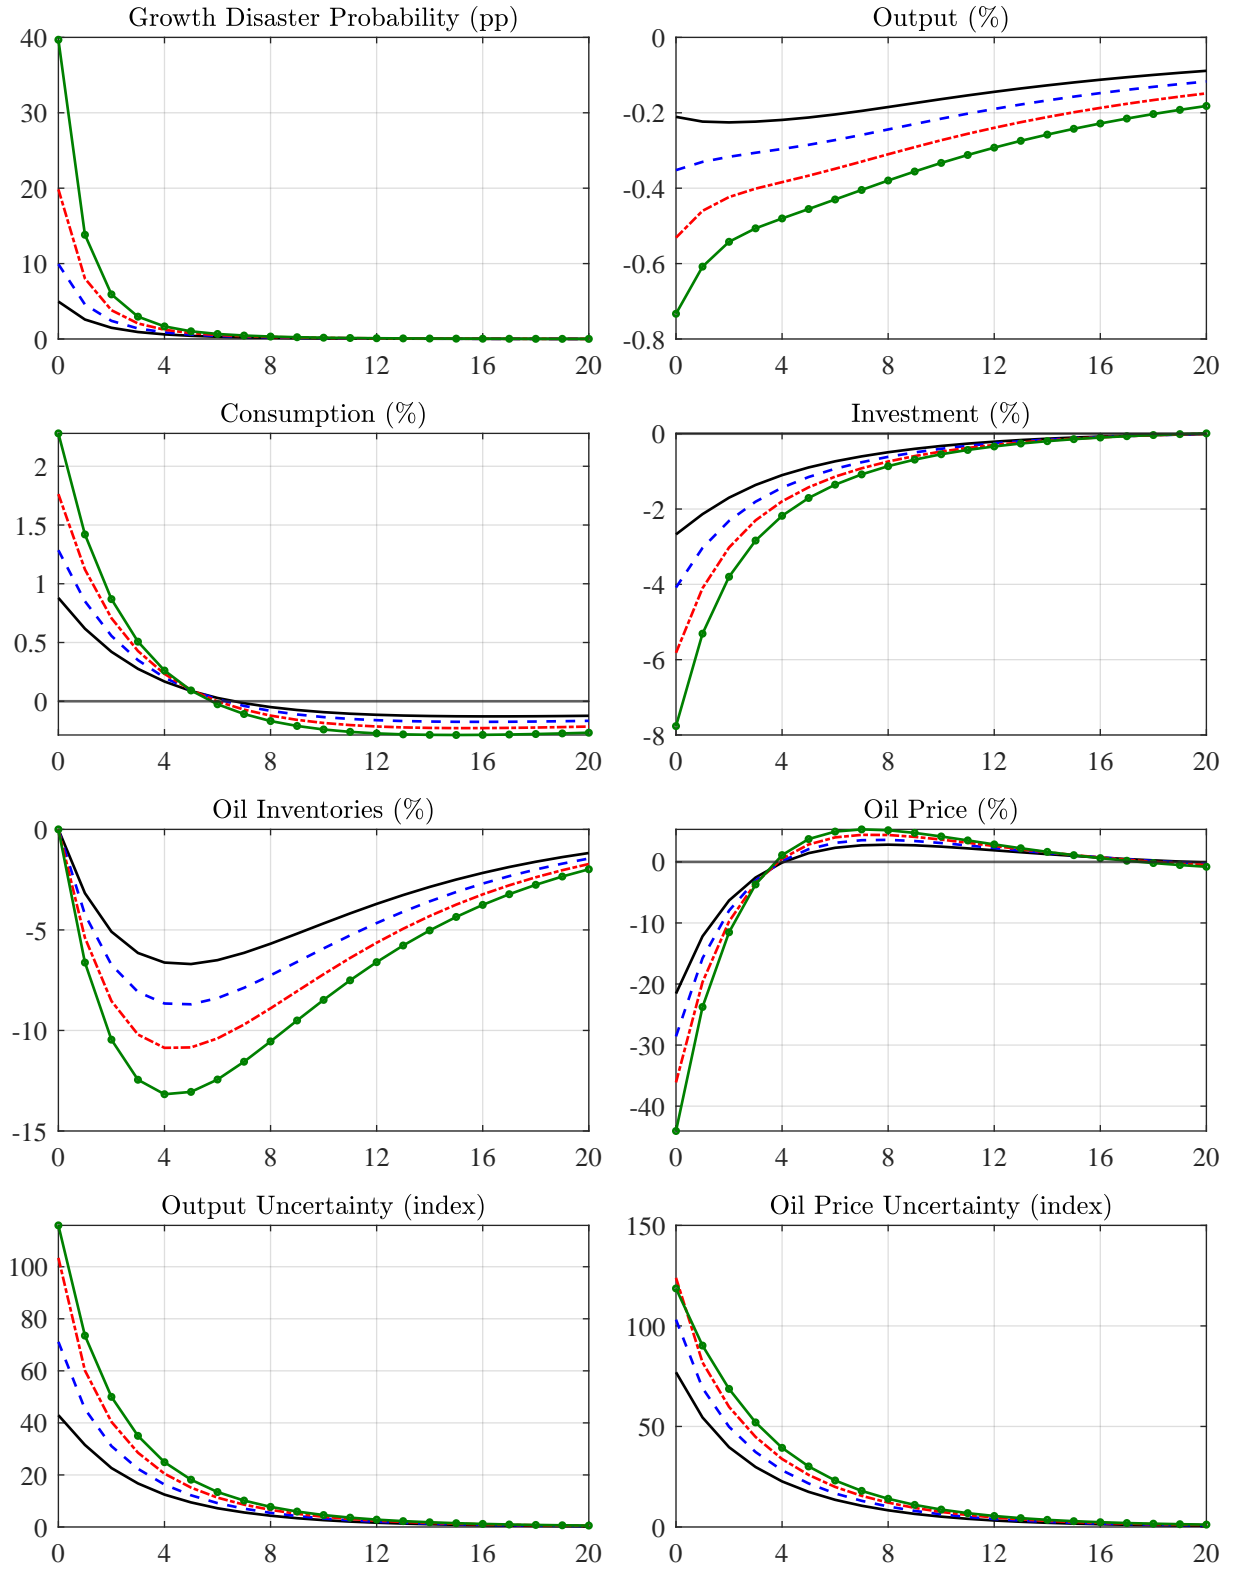 Growth Disaster Probability (pp)
40
30
20
10
0
0 4 8 12 16 20
Output (%)
0
-0.2
-0.4
-0.6
-0.8
0 4 8 12 16 20
Consumption (%)
2
1.5
1
0.5
0
0 4 8 12 16 20
Investment (%)
0
-2
-4
-6
-8
0 4 8 12 16 20
Oil Inventories (%)
0
-5
-10
-15
0 4 8 12 16 20
Oil Price (%)
0
-10
-20
-30
-40
0 4 8 12 16 20
Output Uncertainty (index)
100
80
60
40
20
0
0 4 8 12 16 20
Oil Price Uncertainty (index)
150
100
50
0
0 4 8 12 16 20